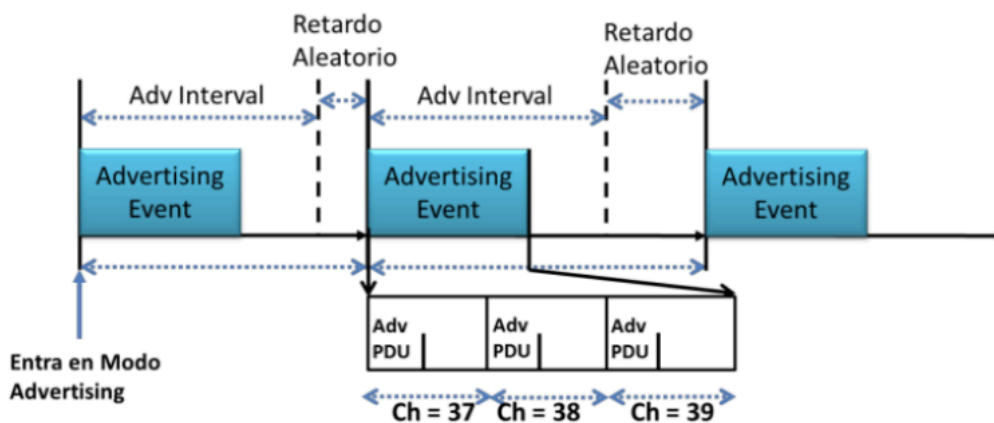 Retardo
Aleatorio
Retardo
Aleatorio
Adv Interval
Adv Interval
Advertising
Event
Advertising
Event
Advertising
Event
Entra en Modo
Advertising
Adv
PDU
Adv
PDU
Adv
PDU
Ch = 37
Ch = 38
Ch = 39